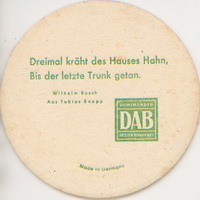 Dreimal kräht des Hauses Hahn,
Bis der letzte Trunk getan.
Wilhelm Busch
Aus Tobias Knopp
DORTMUNDER
DAB
Made in Germany